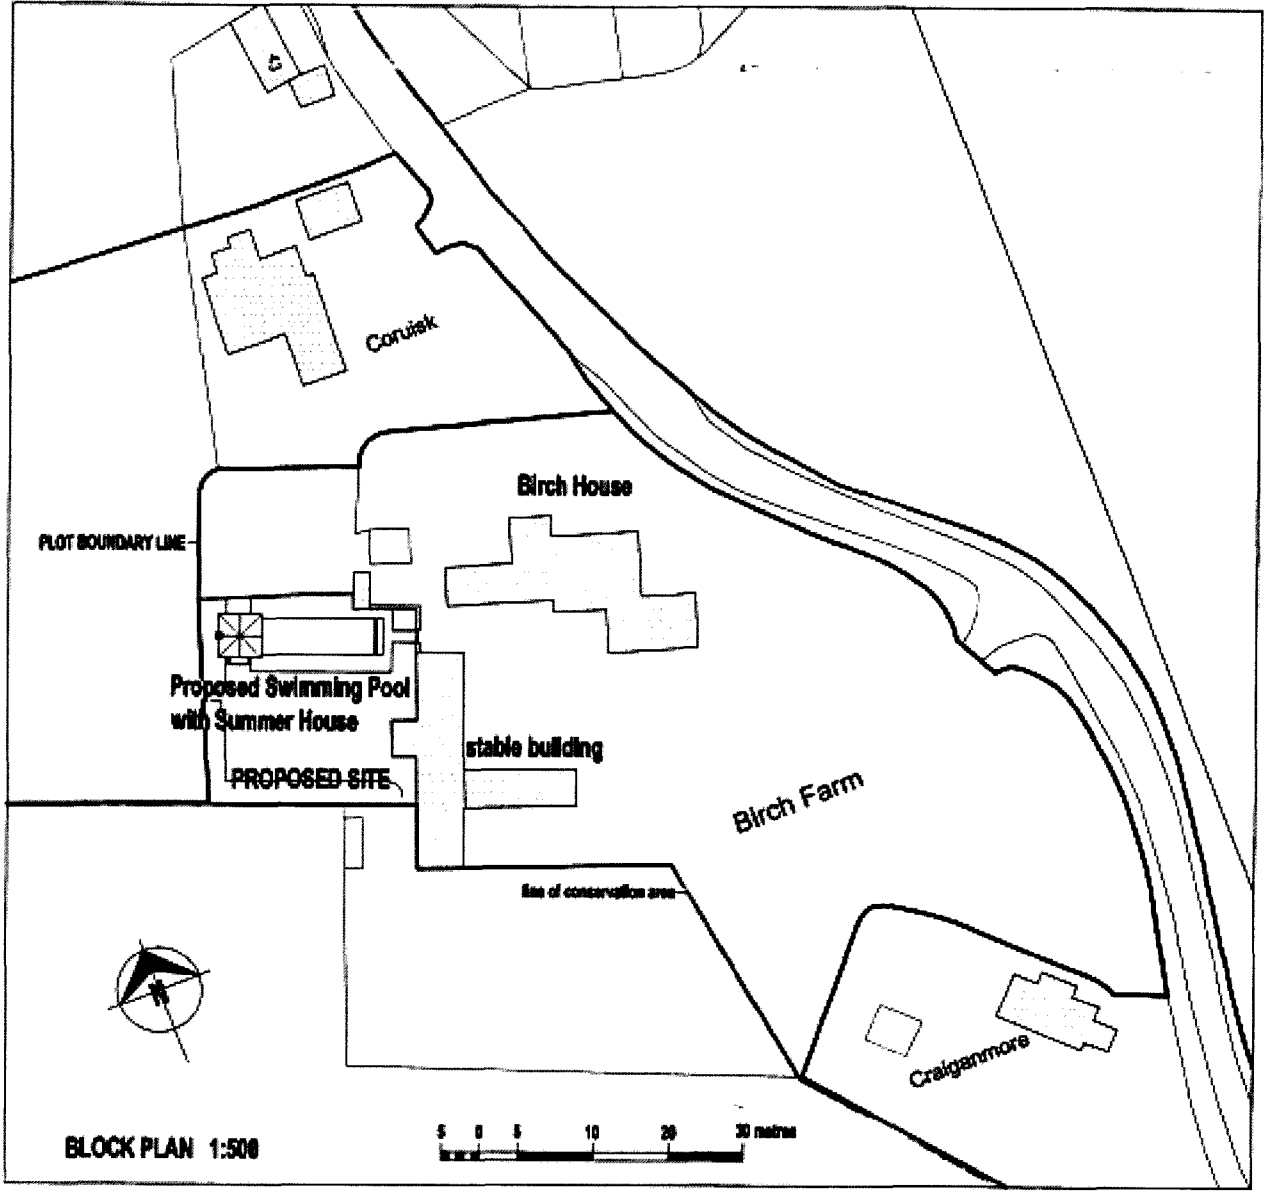 Coruisk
Birch House
PLOT BOUNDARY LINE
Proposed Swimming Pool
with Summer House
stable building
PROPOSED SITE
Birch Farm
line of conservation area
N
Craiganmore
BLOCK PLAN 1:500
5 0 5 10 20 30 metres